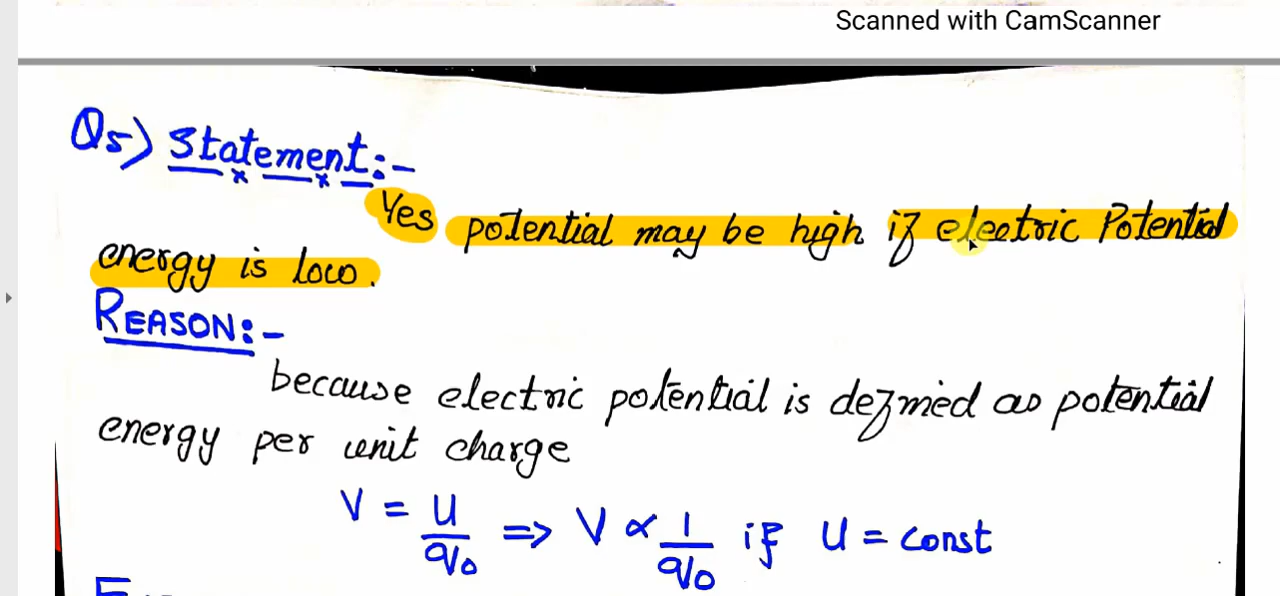 Scanned with CamScanner
Q5) Statement:-
Yes potential may be high if electric Potential
energy is low.
REASON:-
because electric potential is defined as potential
energy per unit charge
V = U/q₀ => V ∝ 1/q₀ if U = const